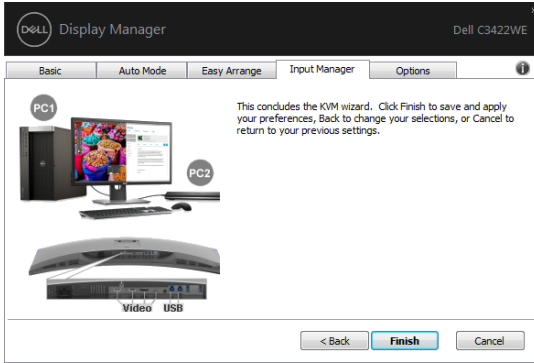 DELL Display Manager
Dell C3422WE
Basic
Auto Mode
Easy Arrange
Input Manager
Options
PC1
PC2
Video
USB
This concludes the KVM wizard. Click Finish to save and apply
your preferences, Back to change your selections, or Cancel to
return to your previous settings.
< Back
Finish
Cancel